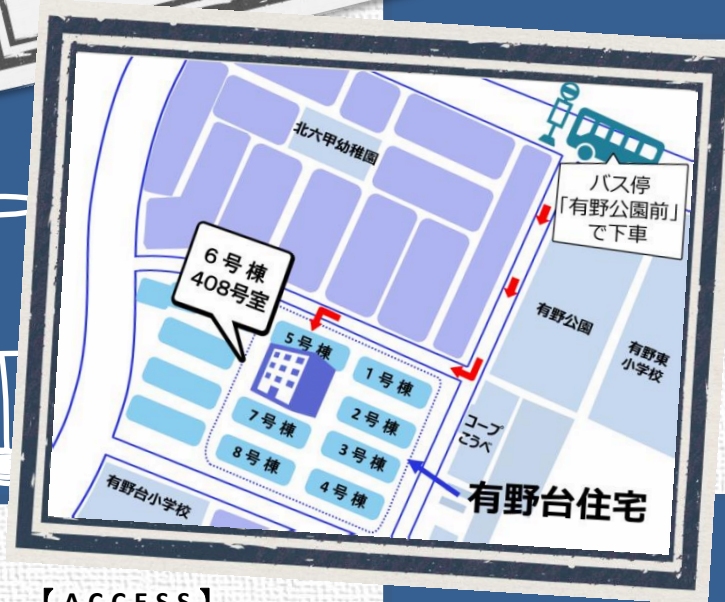 北六甲幼稚園
バス停
「有野公園前」
で下車
6号棟
408号室
有野公園
有野東
小学校
5号棟
1号棟
7号棟
2号棟
8号棟
3号棟
4号棟
コープ
こうべ
有野台住宅
有野台小学校
【ACCESS】